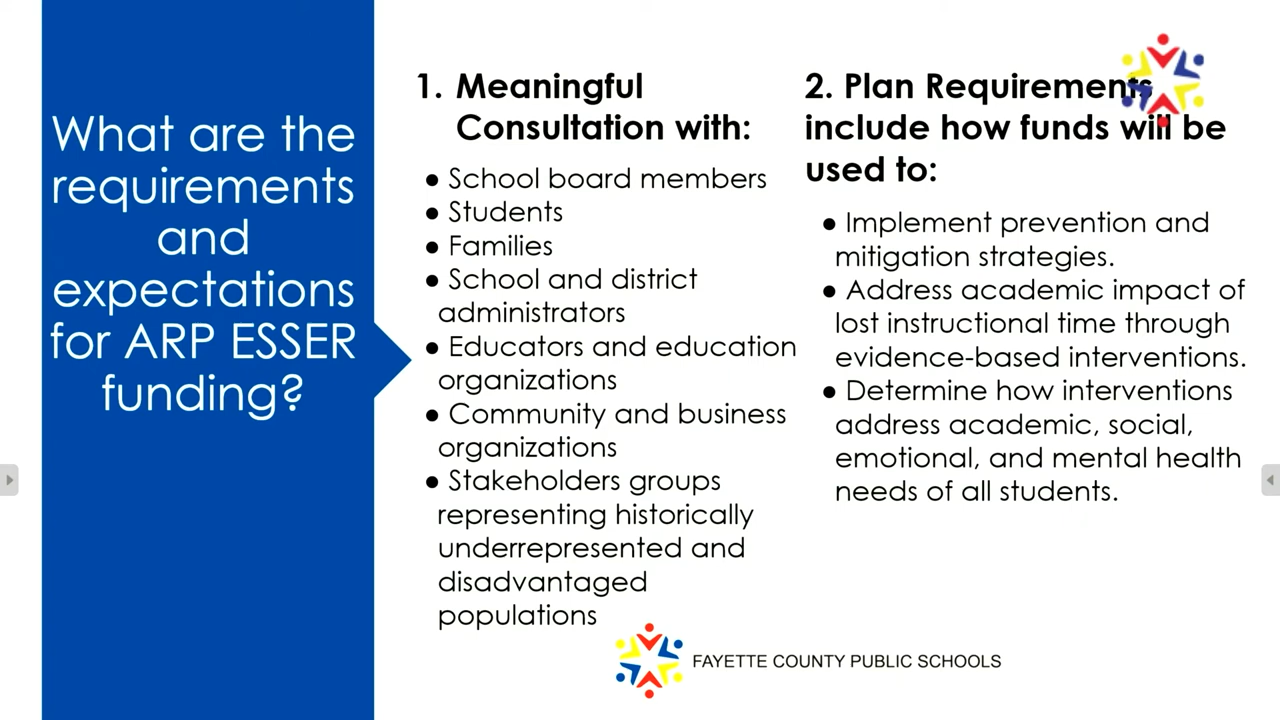 What are the
requirements
and
expectations
for ARP ESSER
funding?
1. Meaningful
Consultation with:
● School board members
● Students
● Families
● School and district
administrators
● Educators and education
organizations
● Community and business
organizations
● Stakeholders groups
representing historically
underrepresented and
disadvantaged
populations
2. Plan Requirements
include how funds will be
used to:
● Implement prevention and
mitigation strategies.
● Address academic impact of
lost instructional time through
evidence-based interventions.
● Determine how interventions
address academic, social,
emotional, and mental health
needs of all students.
FAYETTE COUNTY PUBLIC SCHOOLS